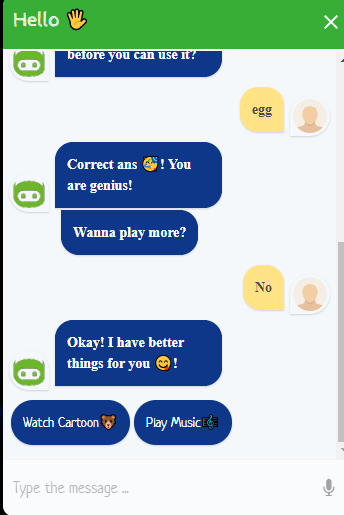 Hello 🖐
before you can use it?
egg
Correct ans 🥳! You
are genius!
Wanna play more?
No
Okay! I have better
things for you 😊!
Watch Cartoon🐻 Play Music🎼
Type the message ...